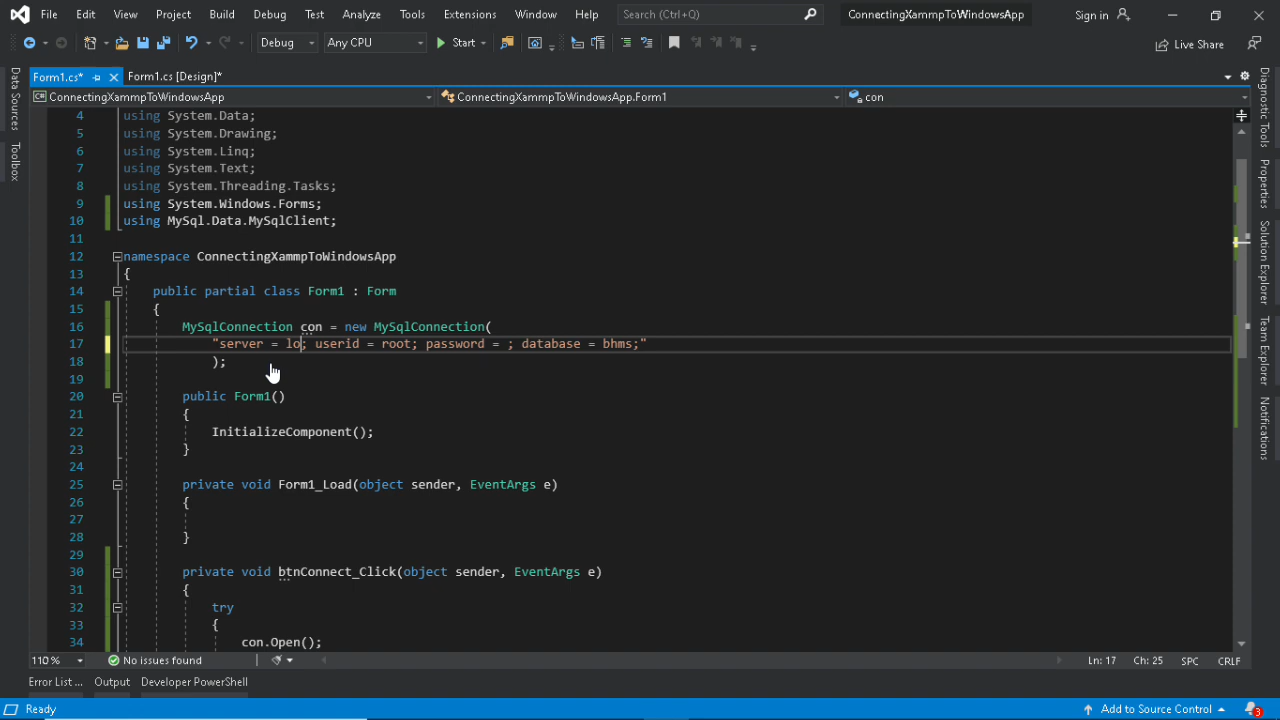 File Edit View Project Build Debug Test Analyze Tools Extensions Window Help Search (Ctrl+Q) ConnectingXammpToWindowsApp Sign in
Debug Any CPU Start Live Share
Form1.cs* Form1.cs [Design]*
ConnectingXammpToWindowsApp ConnectingXammpToWindowsApp.Form1 con
Data Sources
Toolbox
4 using System.Data;
5 using System.Drawing;
6 using System.Linq;
7 using System.Text;
8 using System.Threading.Tasks;
9 using System.Windows.Forms;
10 using MySql.Data.MySqlClient;
11
12 namespace ConnectingXammpToWindowsApp
13 {
14 public partial class Form1 : Form
15 {
16 MySqlConnection con = new MySqlConnection(
17 "server = lo; userid = root; password = ; database = bhms;"
18 );
19
20 public Form1()
21 {
22 InitializeComponent();
23 }
24
25 private void Form1_Load(object sender, EventArgs e)
26 {
27
28 }
29
30 private void btnConnect_Click(object sender, EventArgs e)
31 {
32 try
33 {
34 con.Open();
Diagnostic Tools
Properties
Solution Explorer
Team Explorer
Notifications
110 % No issues found Ln: 17 Ch: 25 SPC CRLF
Error List ... Output Developer PowerShell
Ready Add to Source Control 3